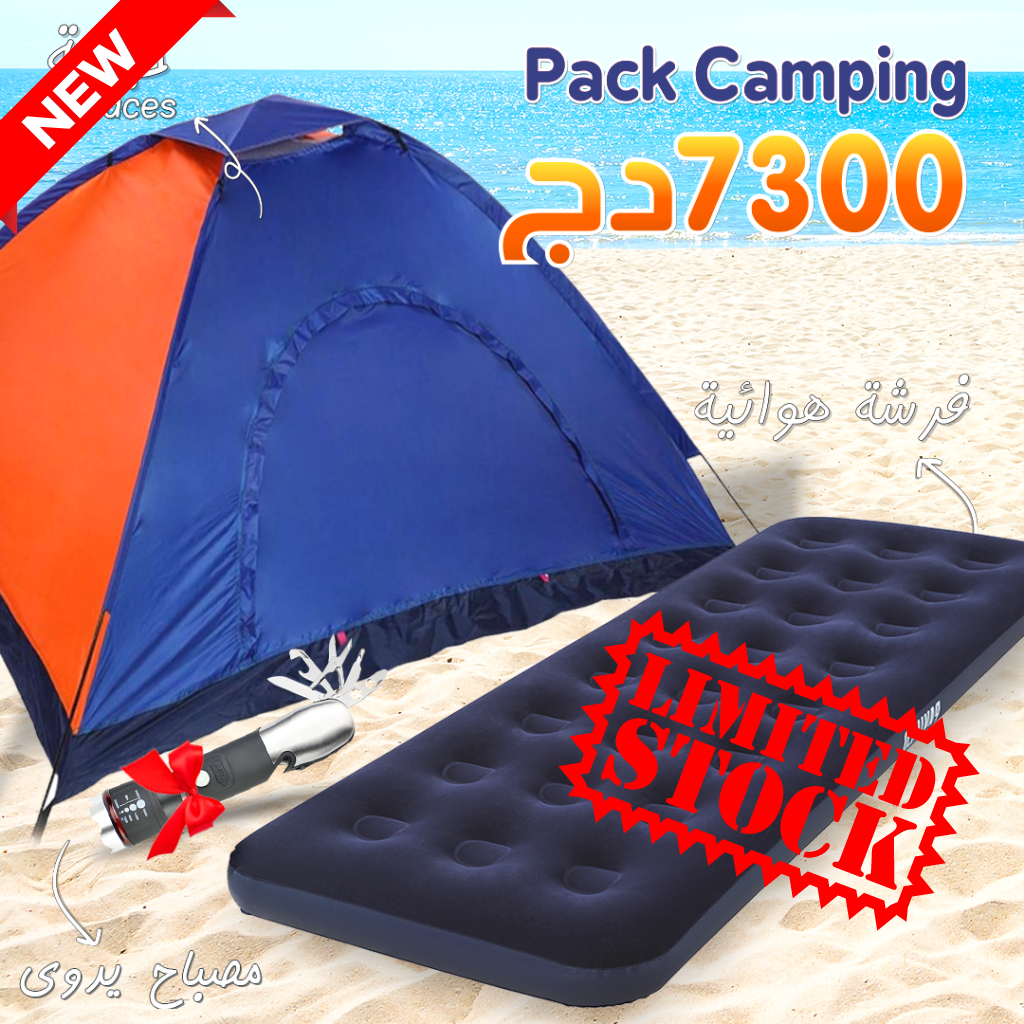 NEW
Pack Camping
7300دج
فرشة هوائية
LIMITED
STOCK
مصباح يدوى